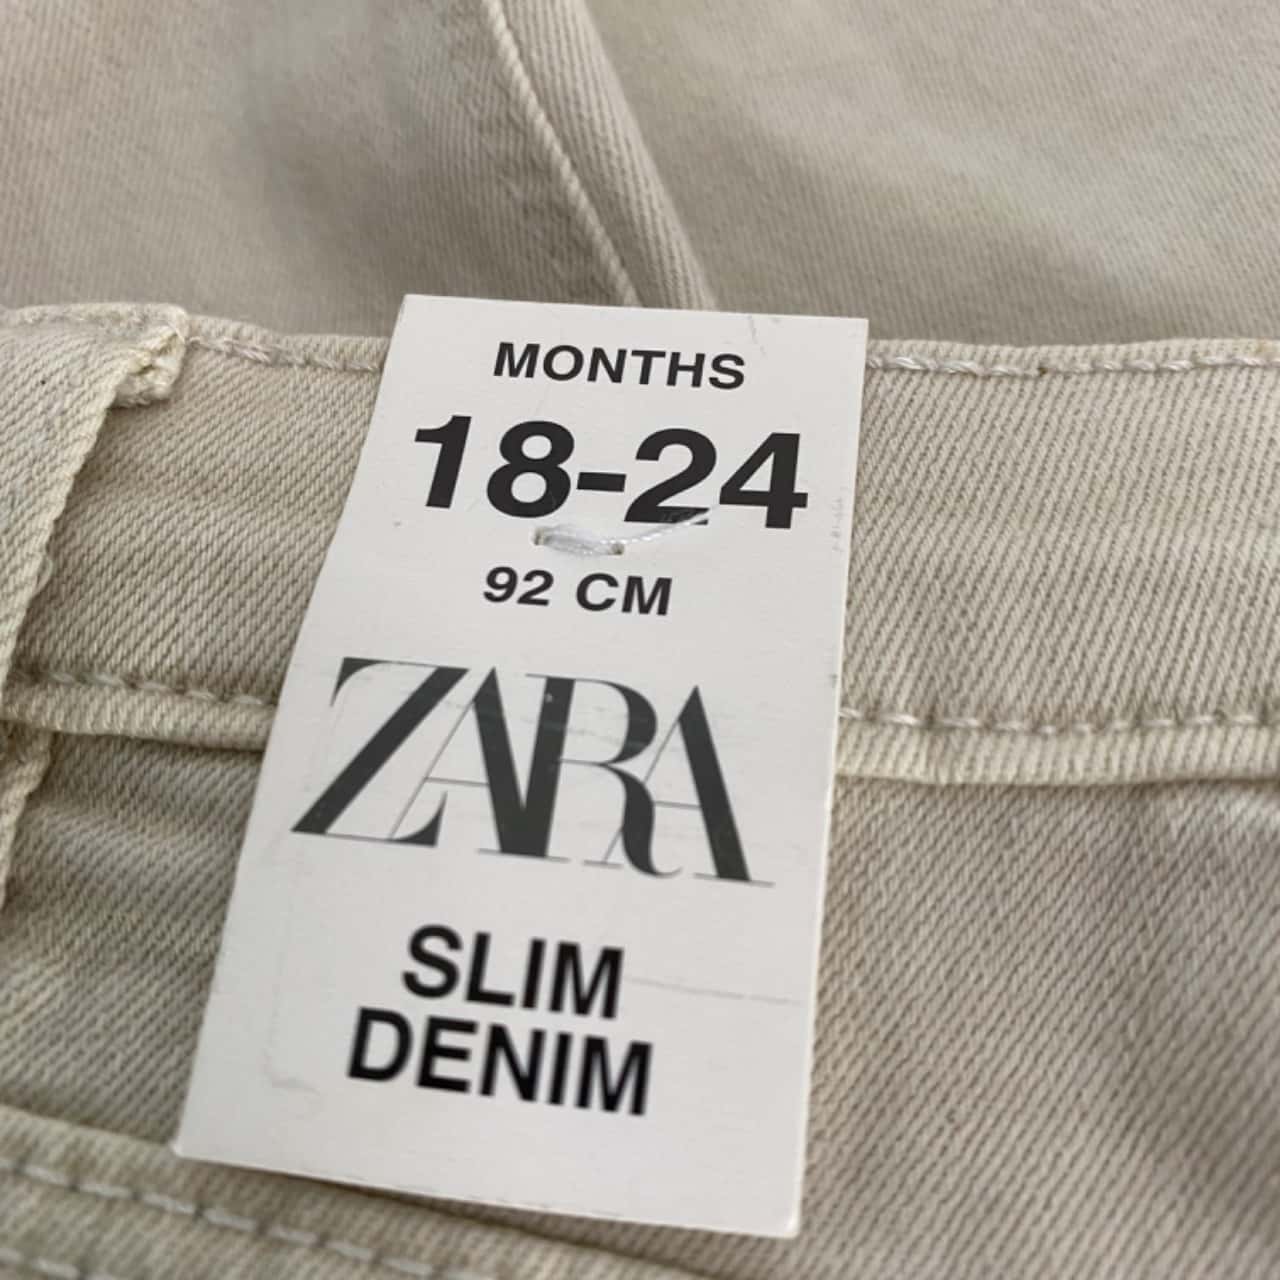 MONTHS
18-24
92 CM
ZARA
SLIM
DENIM